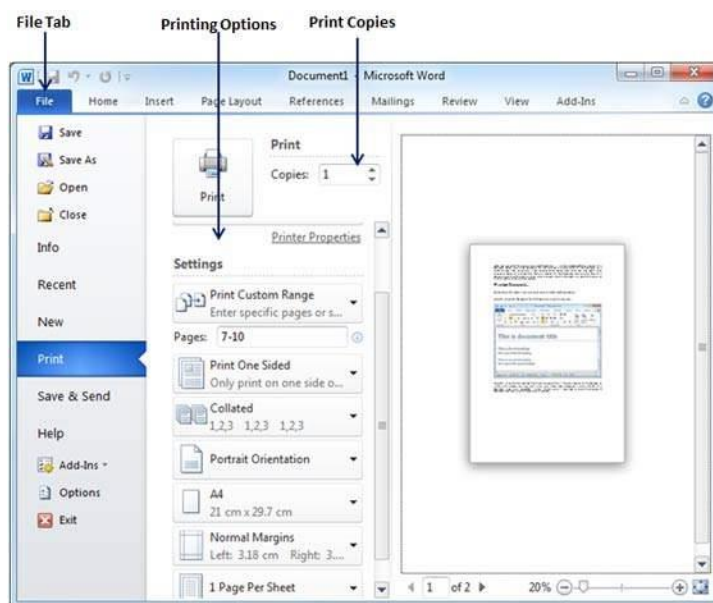 File Tab
Printing Options
Print Copies
Document1 - Microsoft Word
File Home Insert Page Layout References Mailings Review View Add-Ins
Save
Save As
Open
Close
Info
Recent
New
Print
Save & Send
Help
Add-Ins
Options
Exit
Print
Print
Copies: 1
Printer Properties
Settings
Print Custom Range
Enter specific pages or s...
Pages: 7-10
Print One Sided
Only print on one side o...
Collated
1,2,3 1,2,3 1,2,3
Portrait Orientation
A4
21 cm x 29.7 cm
Normal Margins
Left: 3.18 cm Right: 3....
1 Page Per Sheet
This is document title
1 of 2
20%